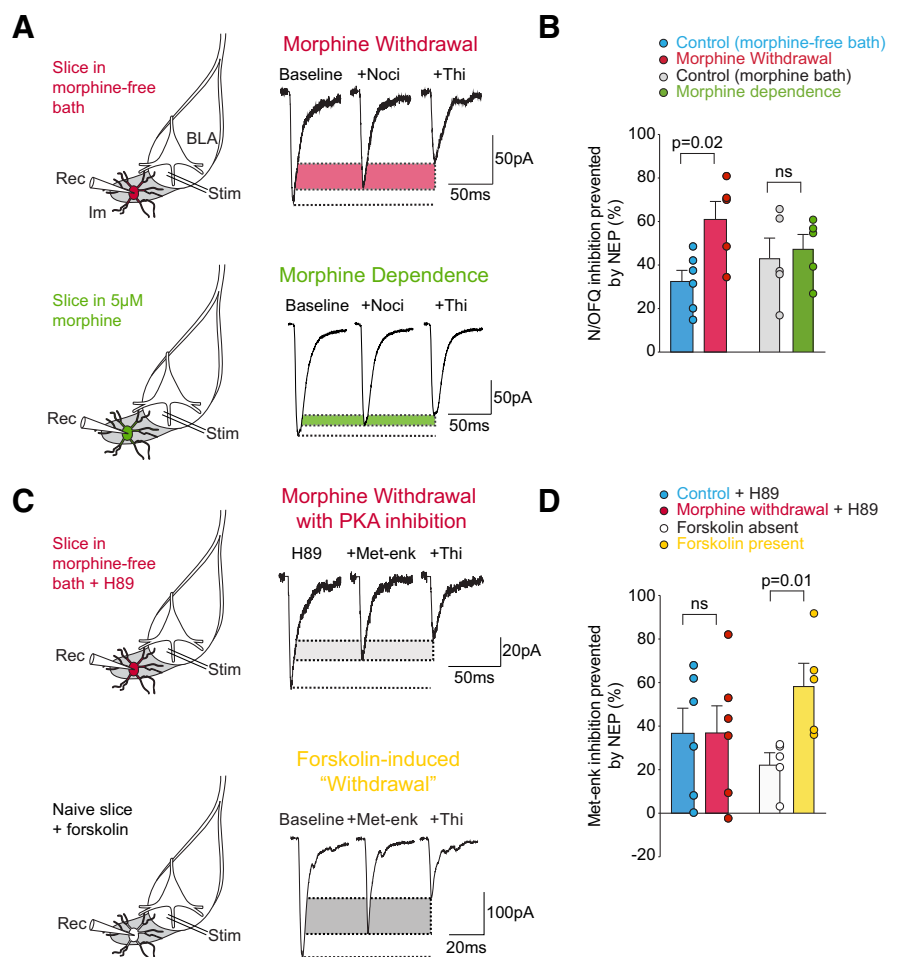 A
Slice in
morphine-free
bath
BLA
Rec
Im
Stim
Morphine Withdrawal
Baseline
+Noci
+Thi
50pA
50ms
Slice in 5µM
morphine
Rec
Stim
Morphine Dependence
Baseline
+Noci
+Thi
50pA
50ms
B
Control (morphine-free bath)
Morphine Withdrawal
Control (morphine bath)
Morphine dependence
N/OFQ inhibition prevented
by NEP (%)
100
80
60
40
20
0
p=0.02
ns
C
Slice in
morphine-free
bath + H89
Rec
Stim
Morphine Withdrawal
with PKA inhibition
H89
+Met-enk
+Thi
20pA
50ms
Naive slice
+ forskolin
Rec
Stim
Forskolin-induced
“Withdrawal”
Baseline
+Met-enk
+Thi
100pA
20ms
D
Control + H89
Morphine withdrawal + H89
Forskolin absent
Forskolin present
Met-enk inhibition prevented
by NEP (%)
100
80
60
40
20
0
-20
ns
p=0.01